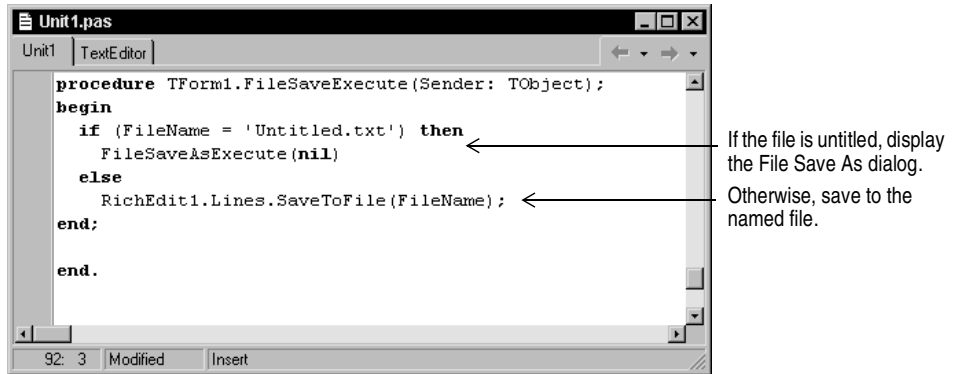 Unit1.pas
Unit1 TextEditor
procedure TForm1.FileSaveExecute(Sender: TObject);
begin
if (FileName = 'Untitled.txt') then
FileSaveAsExecute(nil)
else
RichEdit1.Lines.SaveToFile(FileName);
end;
end.
92: 3 Modified Insert
If the file is untitled, display
the File Save As dialog.
Otherwise, save to the
named file.